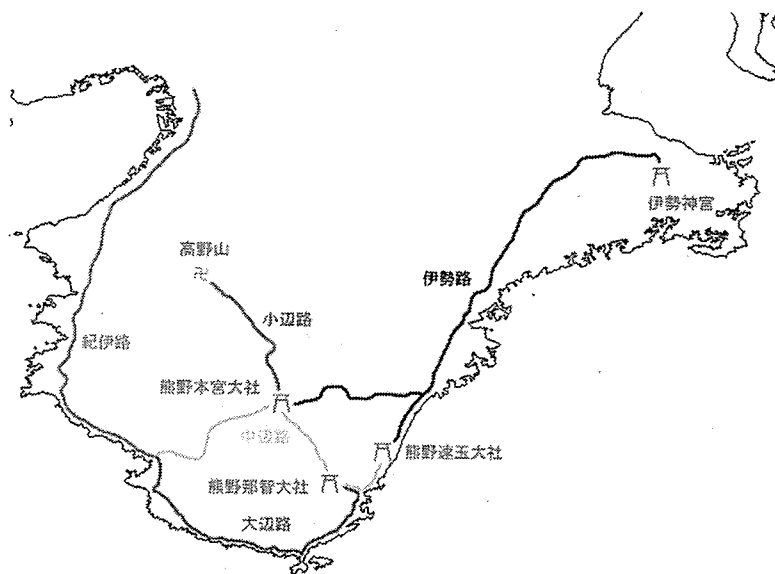 伊勢神宮
高野山
卍
伊勢路
小辺路
紀伊路
熊野本宮大社
中辺路
熊野速玉大社
熊野那智大社
大辺路